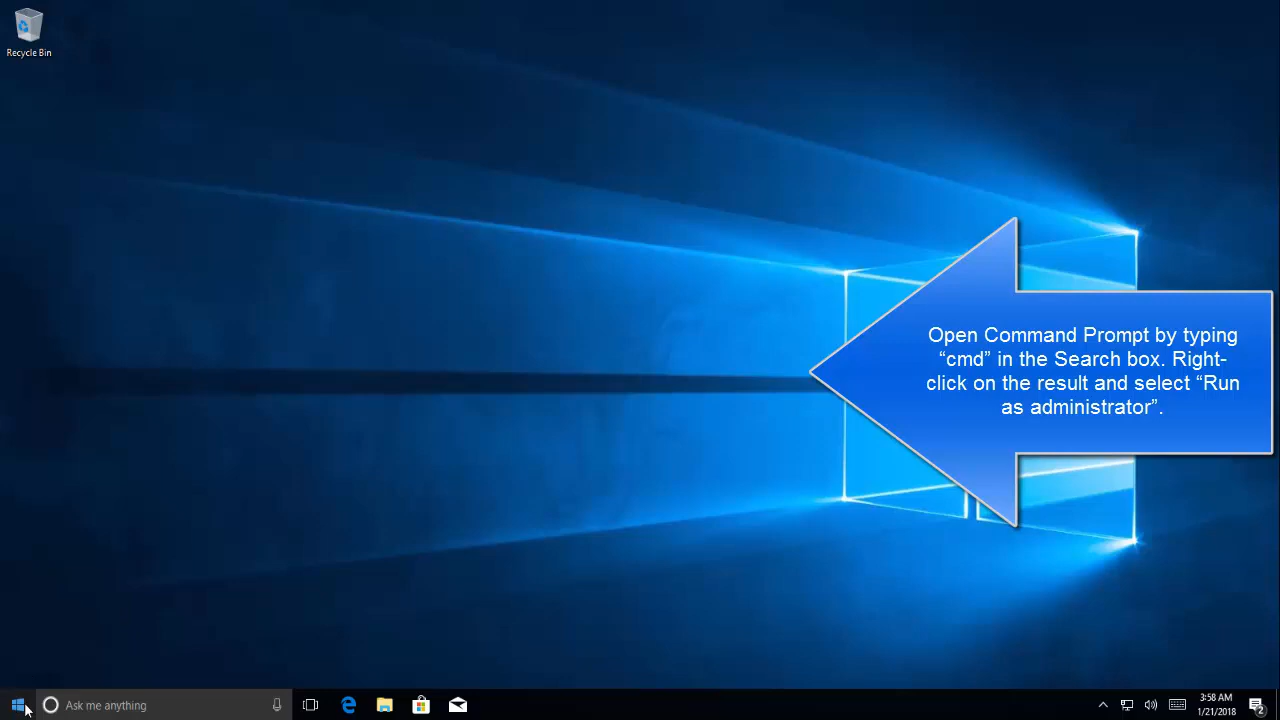 Recycle Bin
Open Command Prompt by typing
“cmd” in the Search box. Right-
click on the result and select “Run
as administrator”.
Ask me anything
3:58 AM
1/21/2018
2